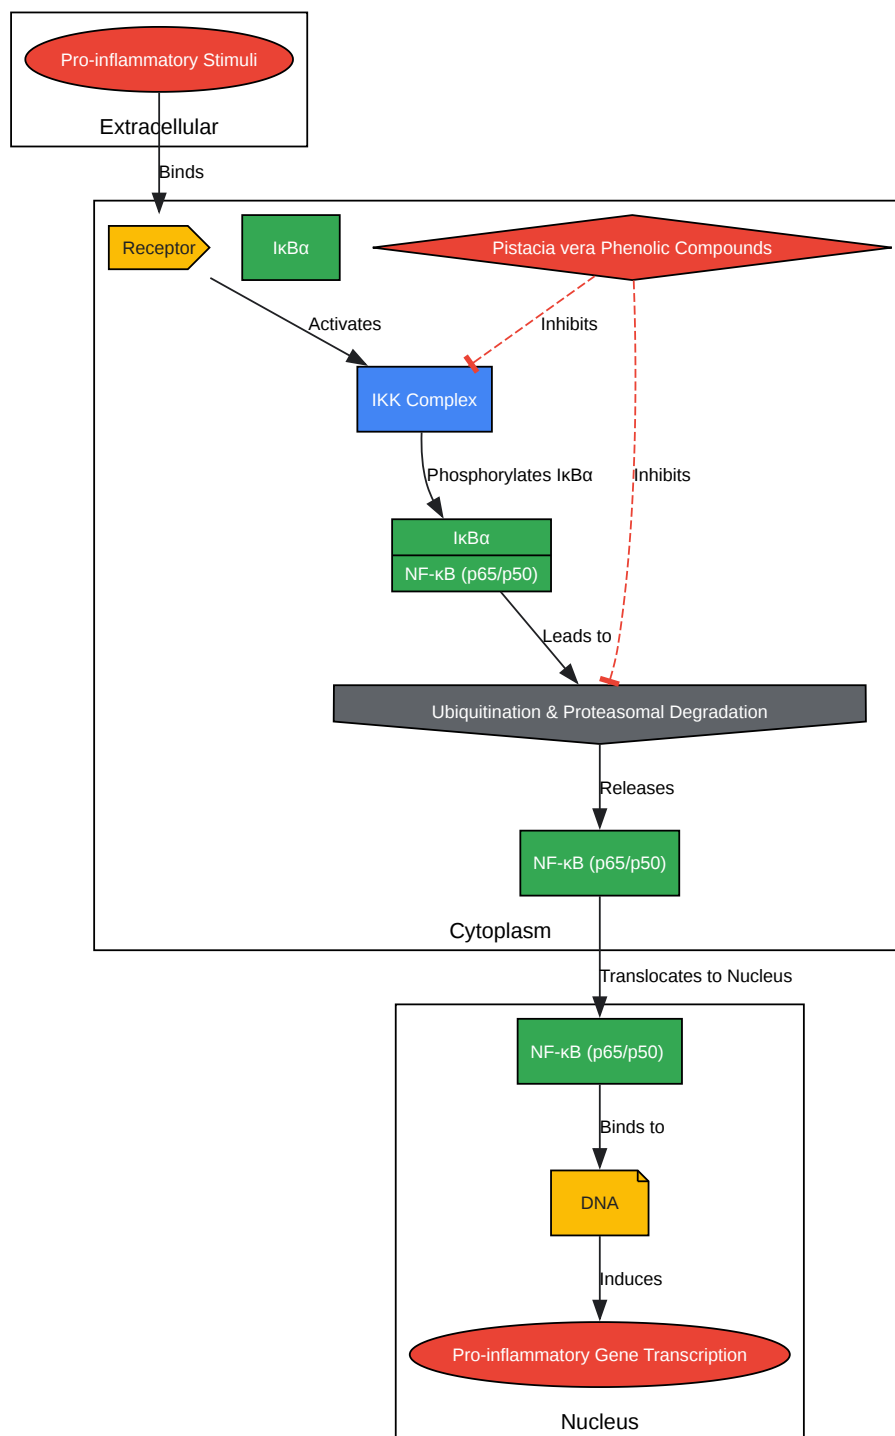 Pro-inflammatory Stimuli
Extracellular
Binds
Receptor
IκBα
Pistacia vera Phenolic Compounds
Activates
Inhibits
IKK Complex
Phosphorylates IκBα
Inhibits
IκBα
NF-κB (p65/p50)
Leads to
Ubiquitination & Proteasomal Degradation
Releases
NF-κB (p65/p50)
Cytoplasm
Translocates to Nucleus
NF-κB (p65/p50)
Binds to
DNA
Induces
Pro-inflammatory Gene Transcription
Nucleus